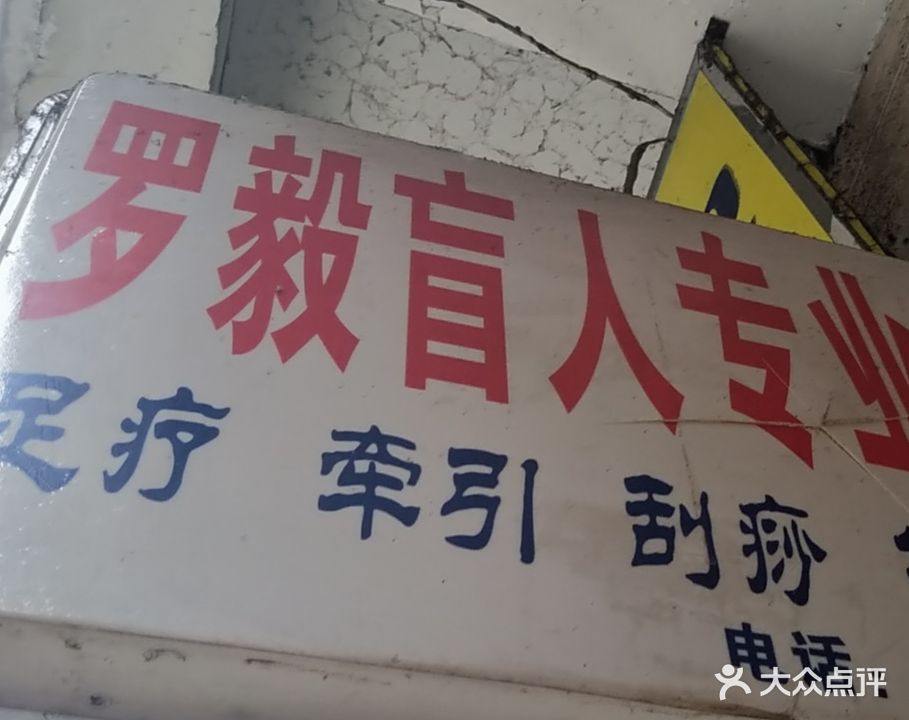 罗毅盲人专业
足疗 牵引 刮痧
电话
大众点评